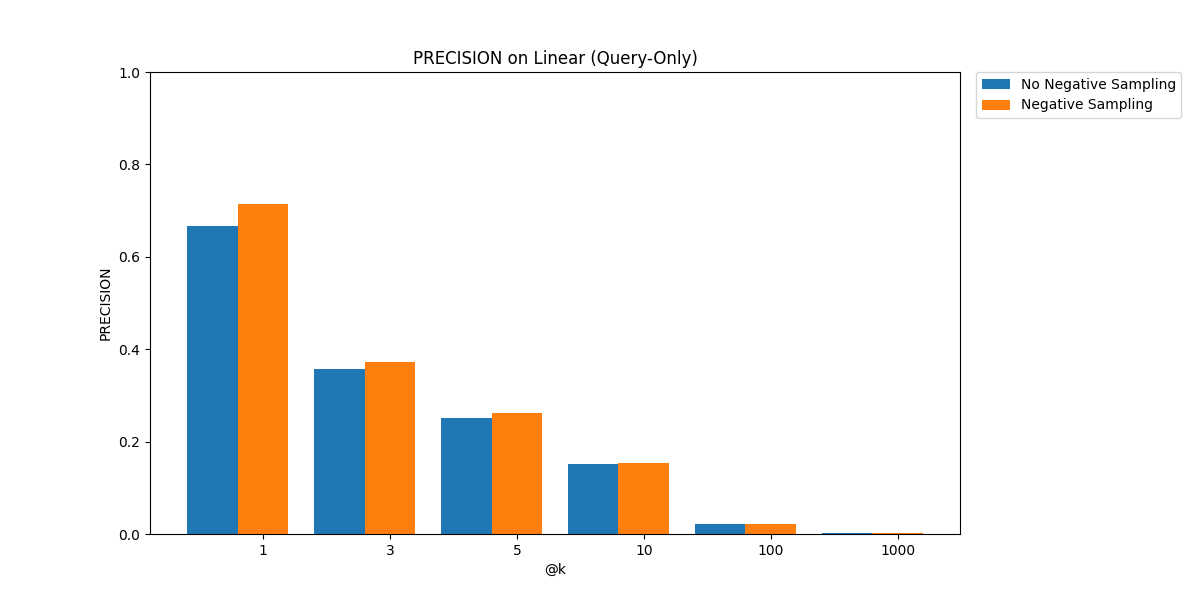 PRECISION on Linear (Query-Only)
No Negative Sampling
Negative Sampling
PRECISION
1.0
0.8
0.6
0.4
0.2
0.0
1 3 5 10 100 1000
@k